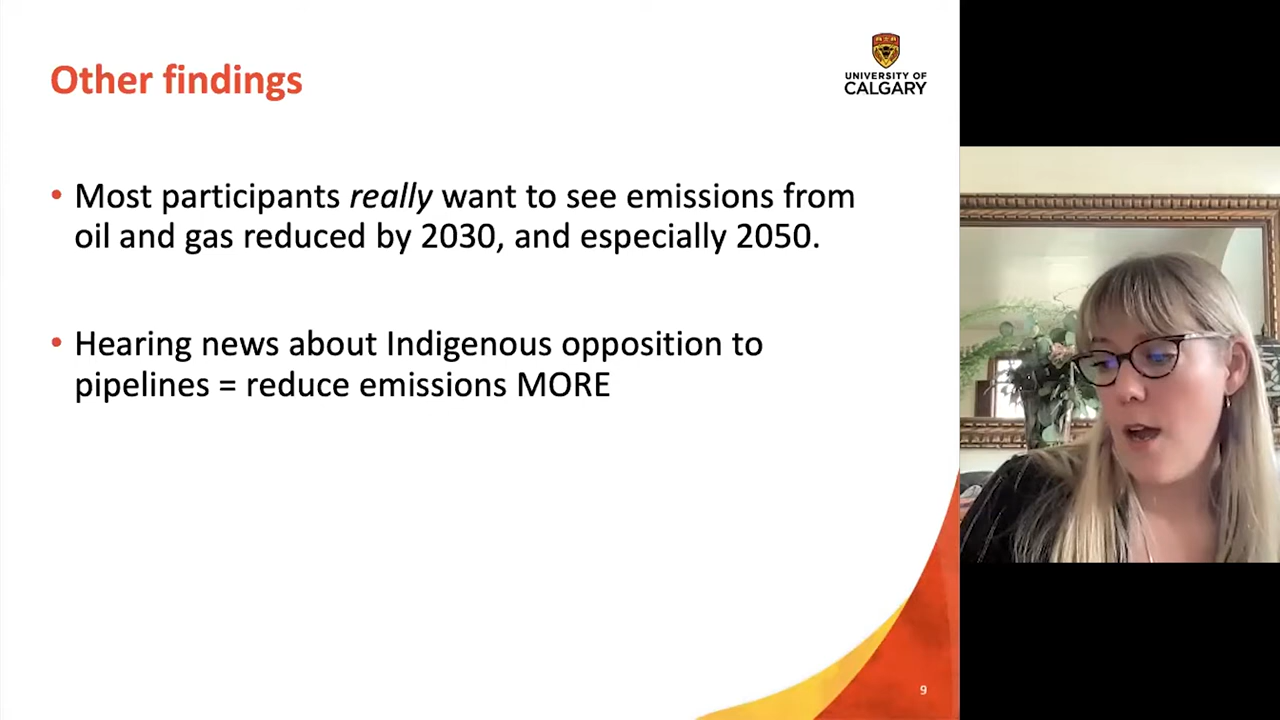 Other findings
UNIVERSITY OF
CALGARY
• Most participants really want to see emissions from
oil and gas reduced by 2030, and especially 2050.
• Hearing news about Indigenous opposition to
pipelines = reduce emissions MORE
9